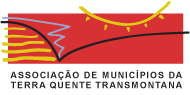 ASSOCIAÇÃO DE MUNICÍPIOS DA
TERRA QUENTE TRANSMONTANA